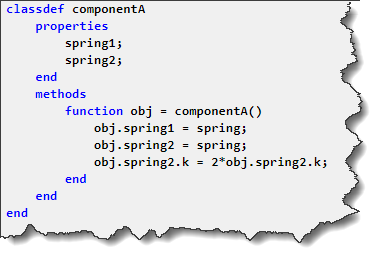 classdef componentA
    properties
        spring1;
        spring2;
    end
    methods
        function obj = componentA()
            obj.spring1 = spring;
            obj.spring2 = spring;
            obj.spring2.k = 2*obj.spring2.k;
        end
    end
end